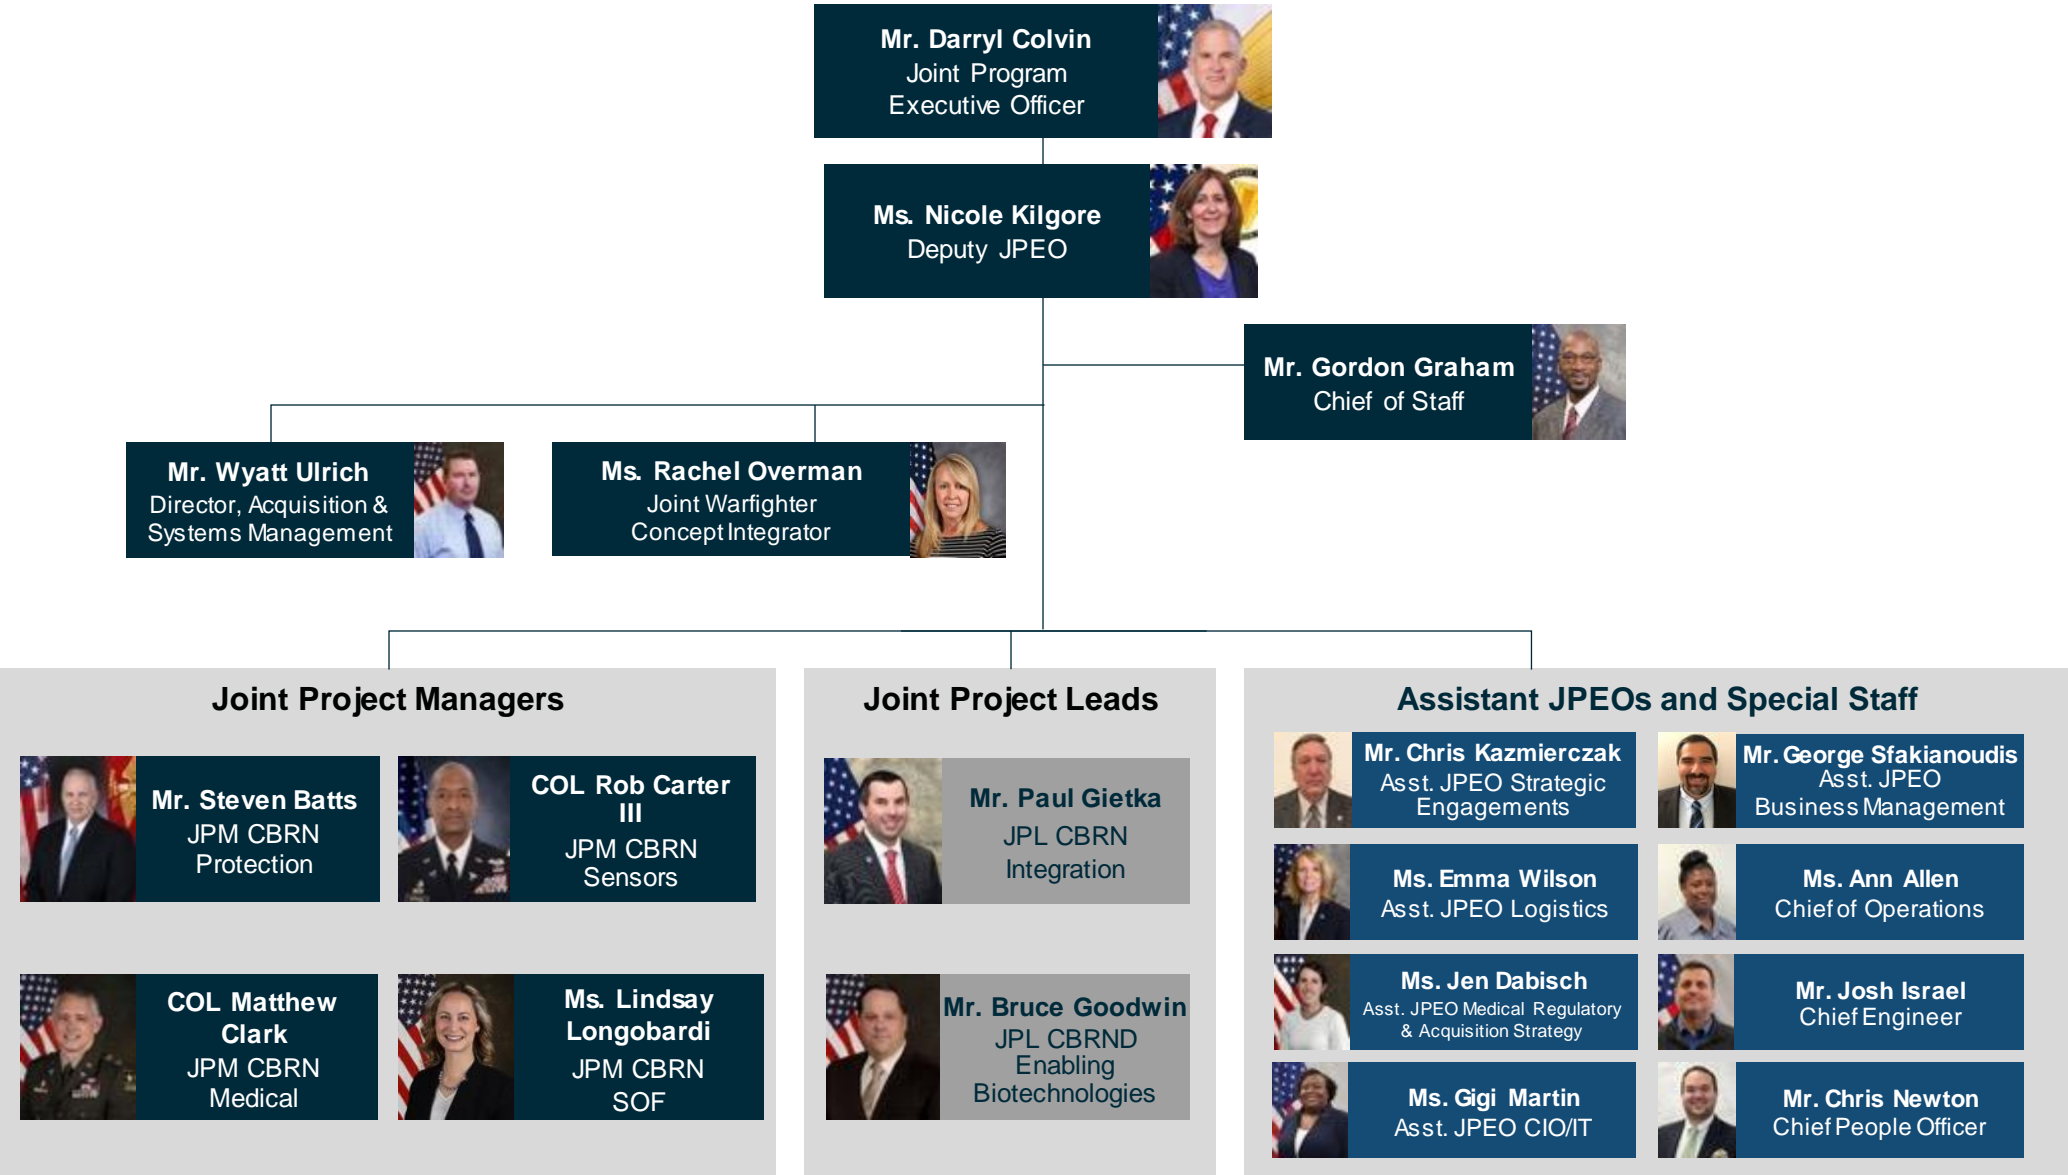 Mr. Darryl Colvin
Joint Program
Executive Officer
Ms. Nicole Kilgore
Deputy JPEO
Mr. Gordon Graham
Chief of Staff
Mr. Wyatt Ulrich
Director, Acquisition &
Systems Management
Ms. Rachel Overman
Joint Warfighter
Concept Integrator
Joint Project Managers
Mr. Steven Batts
JPM CBRN
Protection
COL Rob Carter
III
JPM CBRN
Sensors
COL Matthew
Clark
JPM CBRN
Medical
Ms. Lindsay
Longobardi
JPM CBRN
SOF
Joint Project Leads
Mr. Paul Gietka
JPL CBRN
Integration
Mr. Bruce Goodwin
JPL CBRND
Enabling
Biotechnologies
Assistant JPEOs and Special Staff
Mr. Chris Kazmierczak
Asst. JPEO Strategic
Engagements
Mr. George Sfakianoudis
Asst. JPEO
Business Management
Ms. Emma Wilson
Asst. JPEO Logistics
Ms. Ann Allen
Chief of Operations
Ms. Jen Dabisch
Asst. JPEO Medical Regulatory
& Acquisition Strategy
Mr. Josh Israel
Chief Engineer
Ms. Gigi Martin
Asst. JPEO CIO/IT
Mr. Chris Newton
Chief People Officer